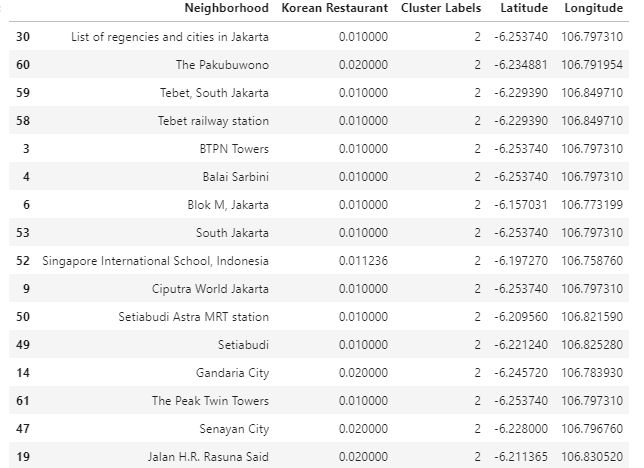 Neighborhood Korean Restaurant Cluster Labels Latitude Longitude
30 List of regencies and cities in Jakarta 0.010000 2 -6.253740 106.797310
60 The Pakubuwono 0.020000 2 -6.234881 106.791954
59 Tebet, South Jakarta 0.010000 2 -6.229390 106.849710
58 Tebet railway station 0.010000 2 -6.229390 106.849710
3 BTPN Towers 0.010000 2 -6.253740 106.797310
4 Balai Sarbini 0.010000 2 -6.253740 106.797310
6 Blok M, Jakarta 0.010000 2 -6.157031 106.773199
53 South Jakarta 0.010000 2 -6.253740 106.797310
52 Singapore International School, Indonesia 0.011236 2 -6.197270 106.758760
9 Ciputra World Jakarta 0.010000 2 -6.253740 106.797310
50 Setiabudi Astra MRT station 0.010000 2 -6.209560 106.821590
49 Setiabudi 0.010000 2 -6.221240 106.825280
14 Gandaria City 0.020000 2 -6.245720 106.783930
61 The Peak Twin Towers 0.010000 2 -6.253740 106.797310
47 Senayan City 0.020000 2 -6.228000 106.796760
19 Jalan H.R. Rasuna Said 0.020000 2 -6.211365 106.830520